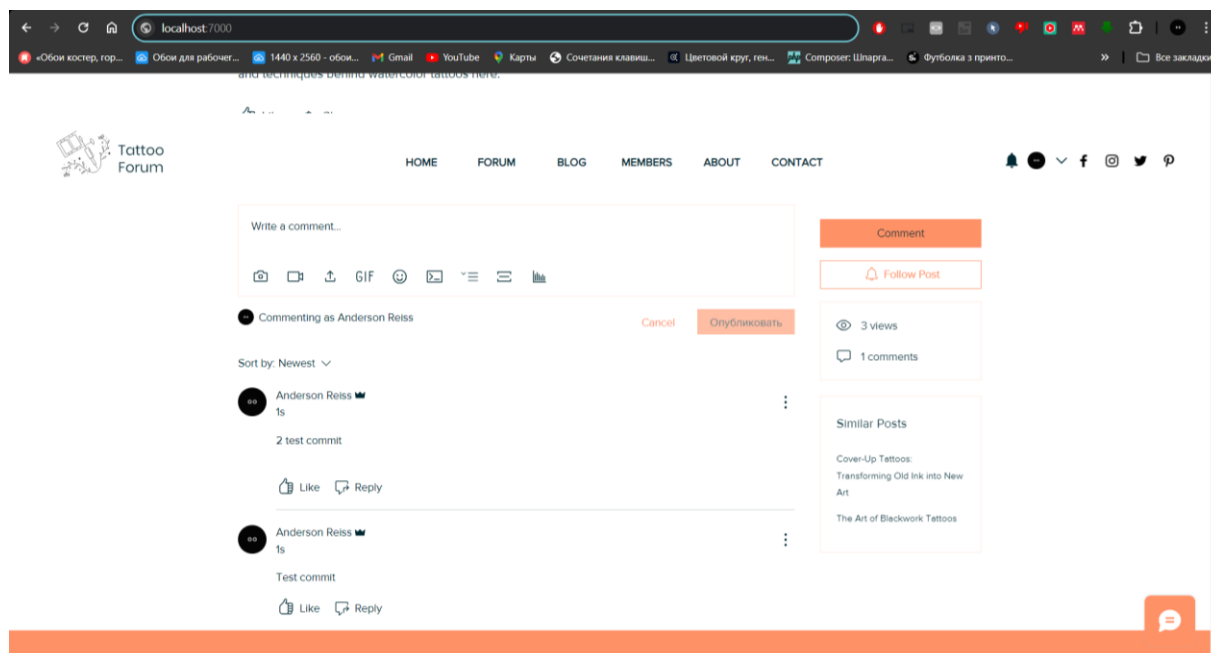 localhost:7000
«Обои костер, гор... Обои для рабочег... 1440 x 2560 - обои... Gmail YouTube Карты Сочетания клавиш... Цветовой круг, ген... Composer: Шпарга... Футболка з принто... » Все закладки
and techniques behind watercolor tattoos here.
Tattoo
Forum
HOME FORUM BLOG MEMBERS ABOUT CONTACT
Write a comment...
GIF
Commenting as Anderson Reiss
Cancel Опубликовать
Sort by: Newest
Anderson Reiss
1s
2 test commit
Like Reply
Anderson Reiss
1s
Test commit
Like Reply
Comment
Follow Post
3 views
1 comments
Similar Posts
Cover-Up Tattoos:
Transforming Old Ink into New
Art
The Art of Blackwork Tattoos